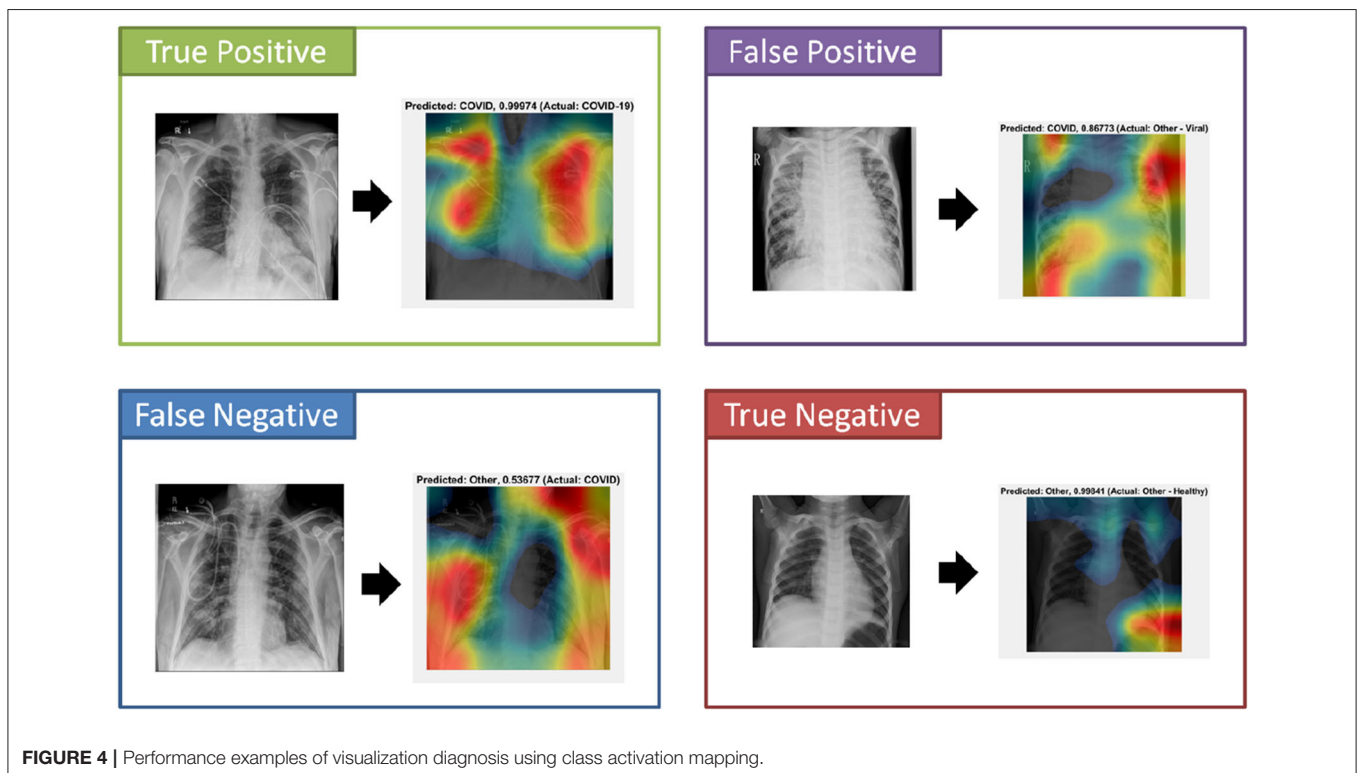 True Positive
Predicted: COVID, 0.99974 (Actual: COVID-19)
False Positive
R
Predicted: COVID, 0.86773 (Actual: Other - Viral)
R
False Negative
Predicted: Other, 0.53677 (Actual: COVID)
True Negative
Predicted: Other, 0.99841 (Actual: Other - Healthy)
FIGURE 4 | Performance examples of visualization diagnosis using class activation mapping.